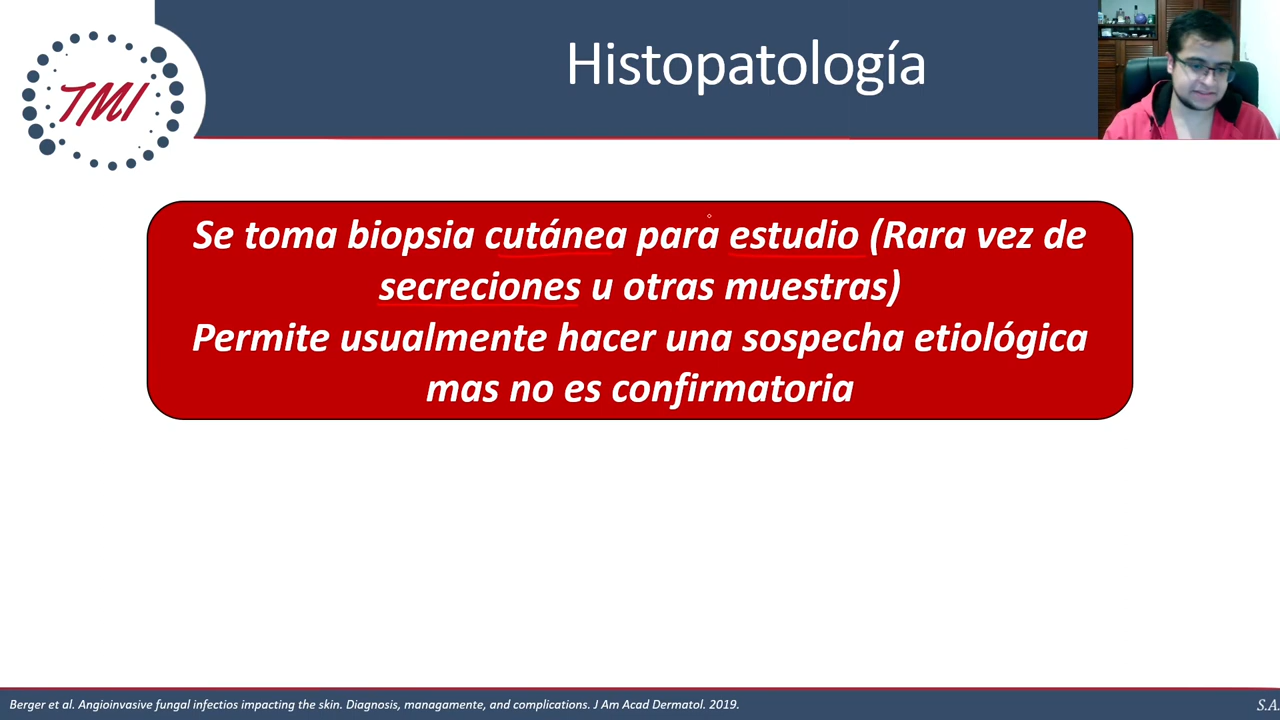 TMI
Histopatología
Se toma biopsia cutánea para estudio (Rara vez de
secreciones u otras muestras)
Permite usualmente hacer una sospecha etiológica
mas no es confirmatoria
Berger et al. Angioinvasive fungal infectios impacting the skin. Diagnosis, managamente, and complications. J Am Acad Dermatol. 2019.
S.A.